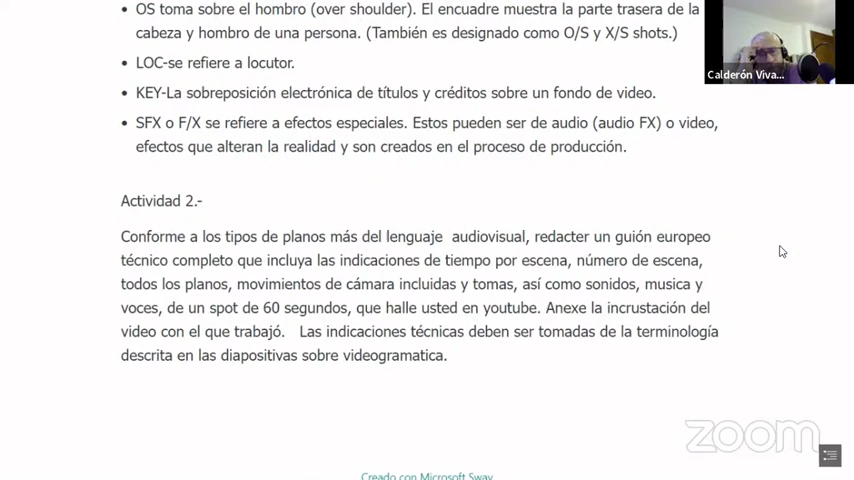 • OS toma sobre el hombro (over shoulder). El encuadre muestra la parte trasera de la
cabeza y hombro de una persona. (También es designado como O/S y X/S shots.)
• LOC-se refiere a locutor.
• KEY-La sobreposición electrónica de títulos y créditos sobre un fondo de video.
• SFX o F/X se refiere a efectos especiales. Estos pueden ser de audio (audio FX) o video,
efectos que alteran la realidad y son creados en el proceso de producción.
Actividad 2.-
Conforme a los tipos de planos más del lenguaje audiovisual, redacter un guión europeo
técnico completo que incluya las indicaciones de tiempo por escena, número de escena,
todos los planos, movimientos de cámara incluidas y tomas, así como sonidos, musica y
voces, de un spot de 60 segundos, que halle usted en youtube. Anexe la incrustación del
video con el que trabajó. Las indicaciones técnicas deben ser tomadas de la terminología
descrita en las diapositivas sobre videogramatica.
Calderón Viva...
zoom
Creado con Microsoft Sway